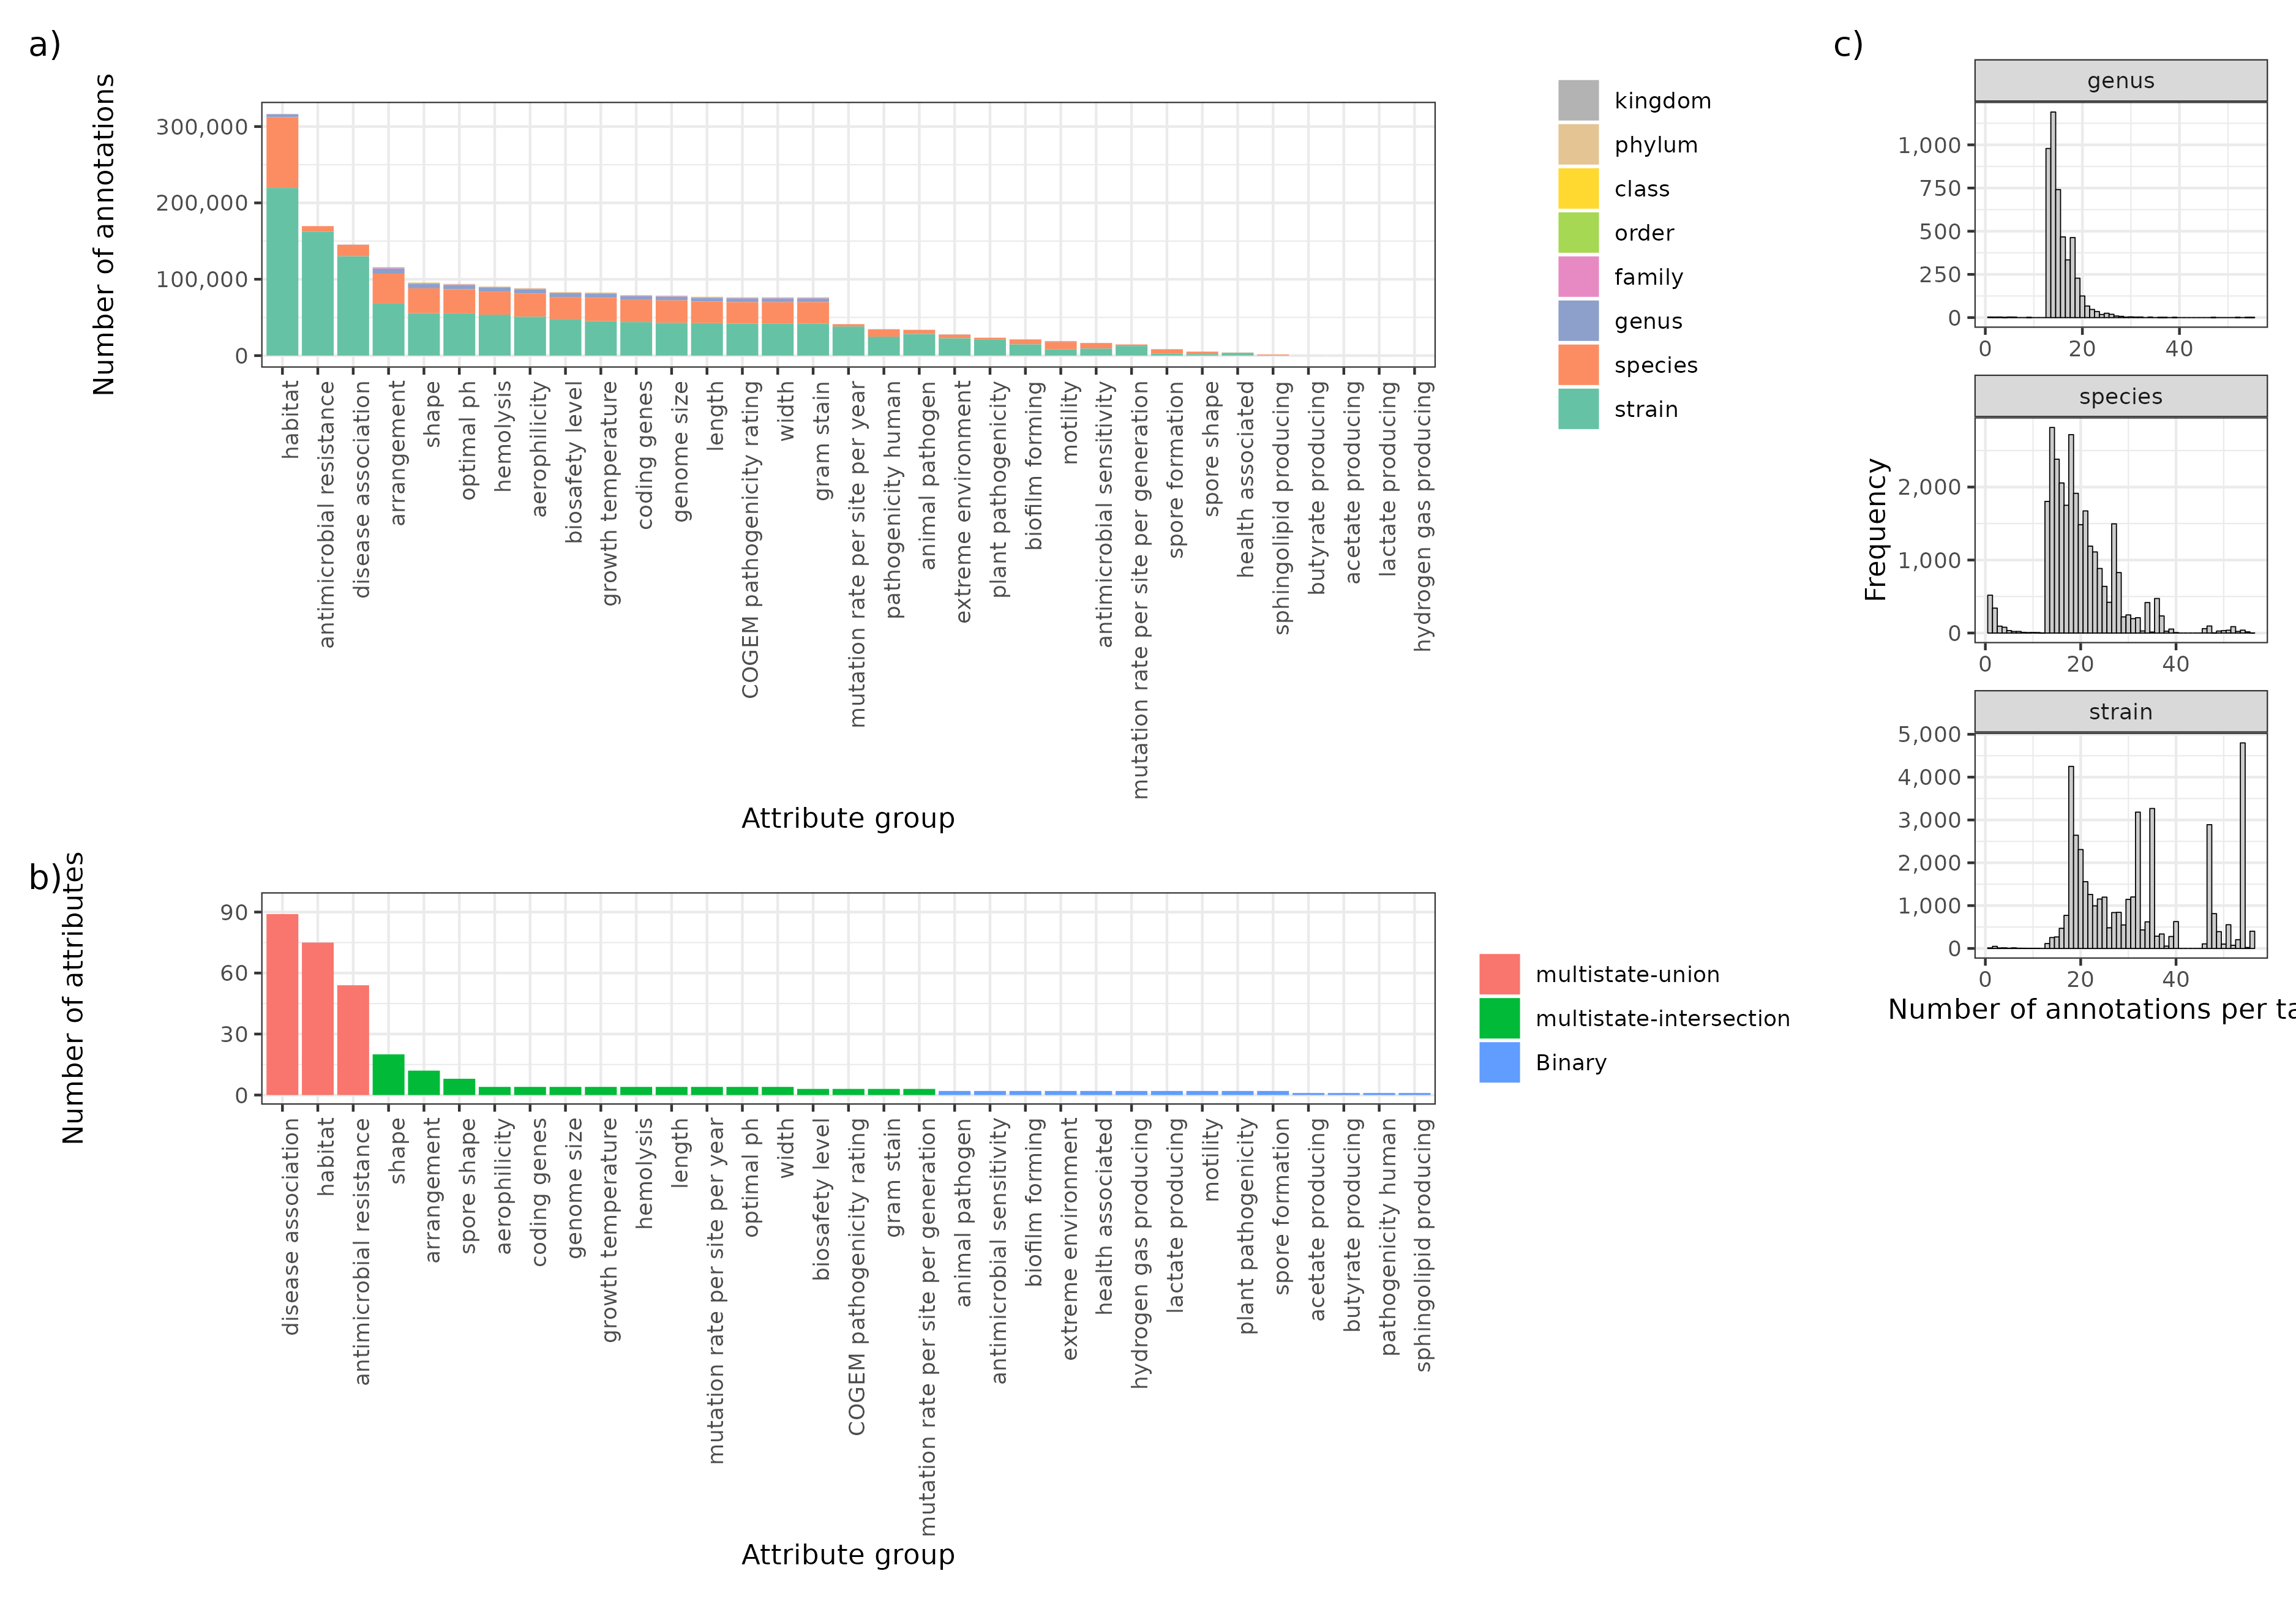 a)
Number of annotations
300,000
200,000
100,000
0
habitat
antimicrobial resistance
disease association
arrangement
shape
optimal ph
hemolysis
aerophilicity
biosafety level
growth temperature
coding genes
genome size
length
COGEM pathogenicity rating
width
gram stain
mutation rate per site per year
pathogenicity human
animal pathogen
extreme environment
plant pathogenicity
biofilm forming
motility
antimicrobial sensitivity
mutation rate per site per generation
spore formation
spore shape
health associated
sphingolipid producing
butyrate producing
acetate producing
lactate producing
hydrogen gas producing
Attribute group
kingdom
phylum
class
order
family
genus
species
strain
b)
Number of attributes
90
60
30
0
disease association
habitat
antimicrobial resistance
shape
arrangement
spore shape
aerophilicity
coding genes
genome size
growth temperature
hemolysis
length
mutation rate per site per year
optimal ph
width
biosafety level
COGEM pathogenicity rating
gram stain
mutation rate per site per generation
animal pathogen
antimicrobial sensitivity
biofilm forming
extreme environment
health associated
hydrogen gas producing
lactate producing
motility
plant pathogenicity
spore formation
acetate producing
butyrate producing
pathogenicity human
sphingolipid producing
Attribute group
multistate-union
multistate-intersection
Binary
c)
Frequency
genus
1,000
750
500
250
0
0 20 40
species
2,000
1,000
0
0 20 40
strain
5,000
4,000
3,000
2,000
1,000
0
0 20 40
Number of annotations per